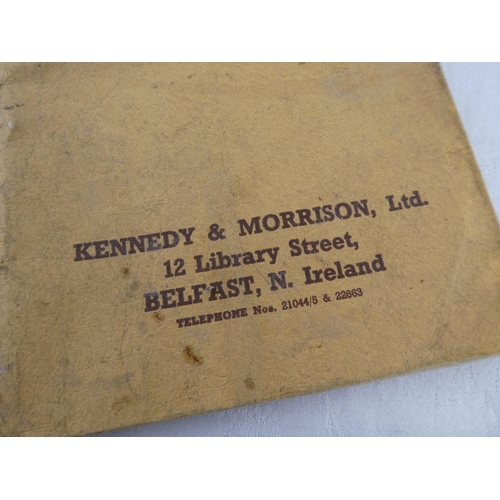 KENNEDY & MORRISON, Ltd.
12 Library Street,
BELFAST, N. Ireland
TELEPHONE Nos. 21044/5 & 22863